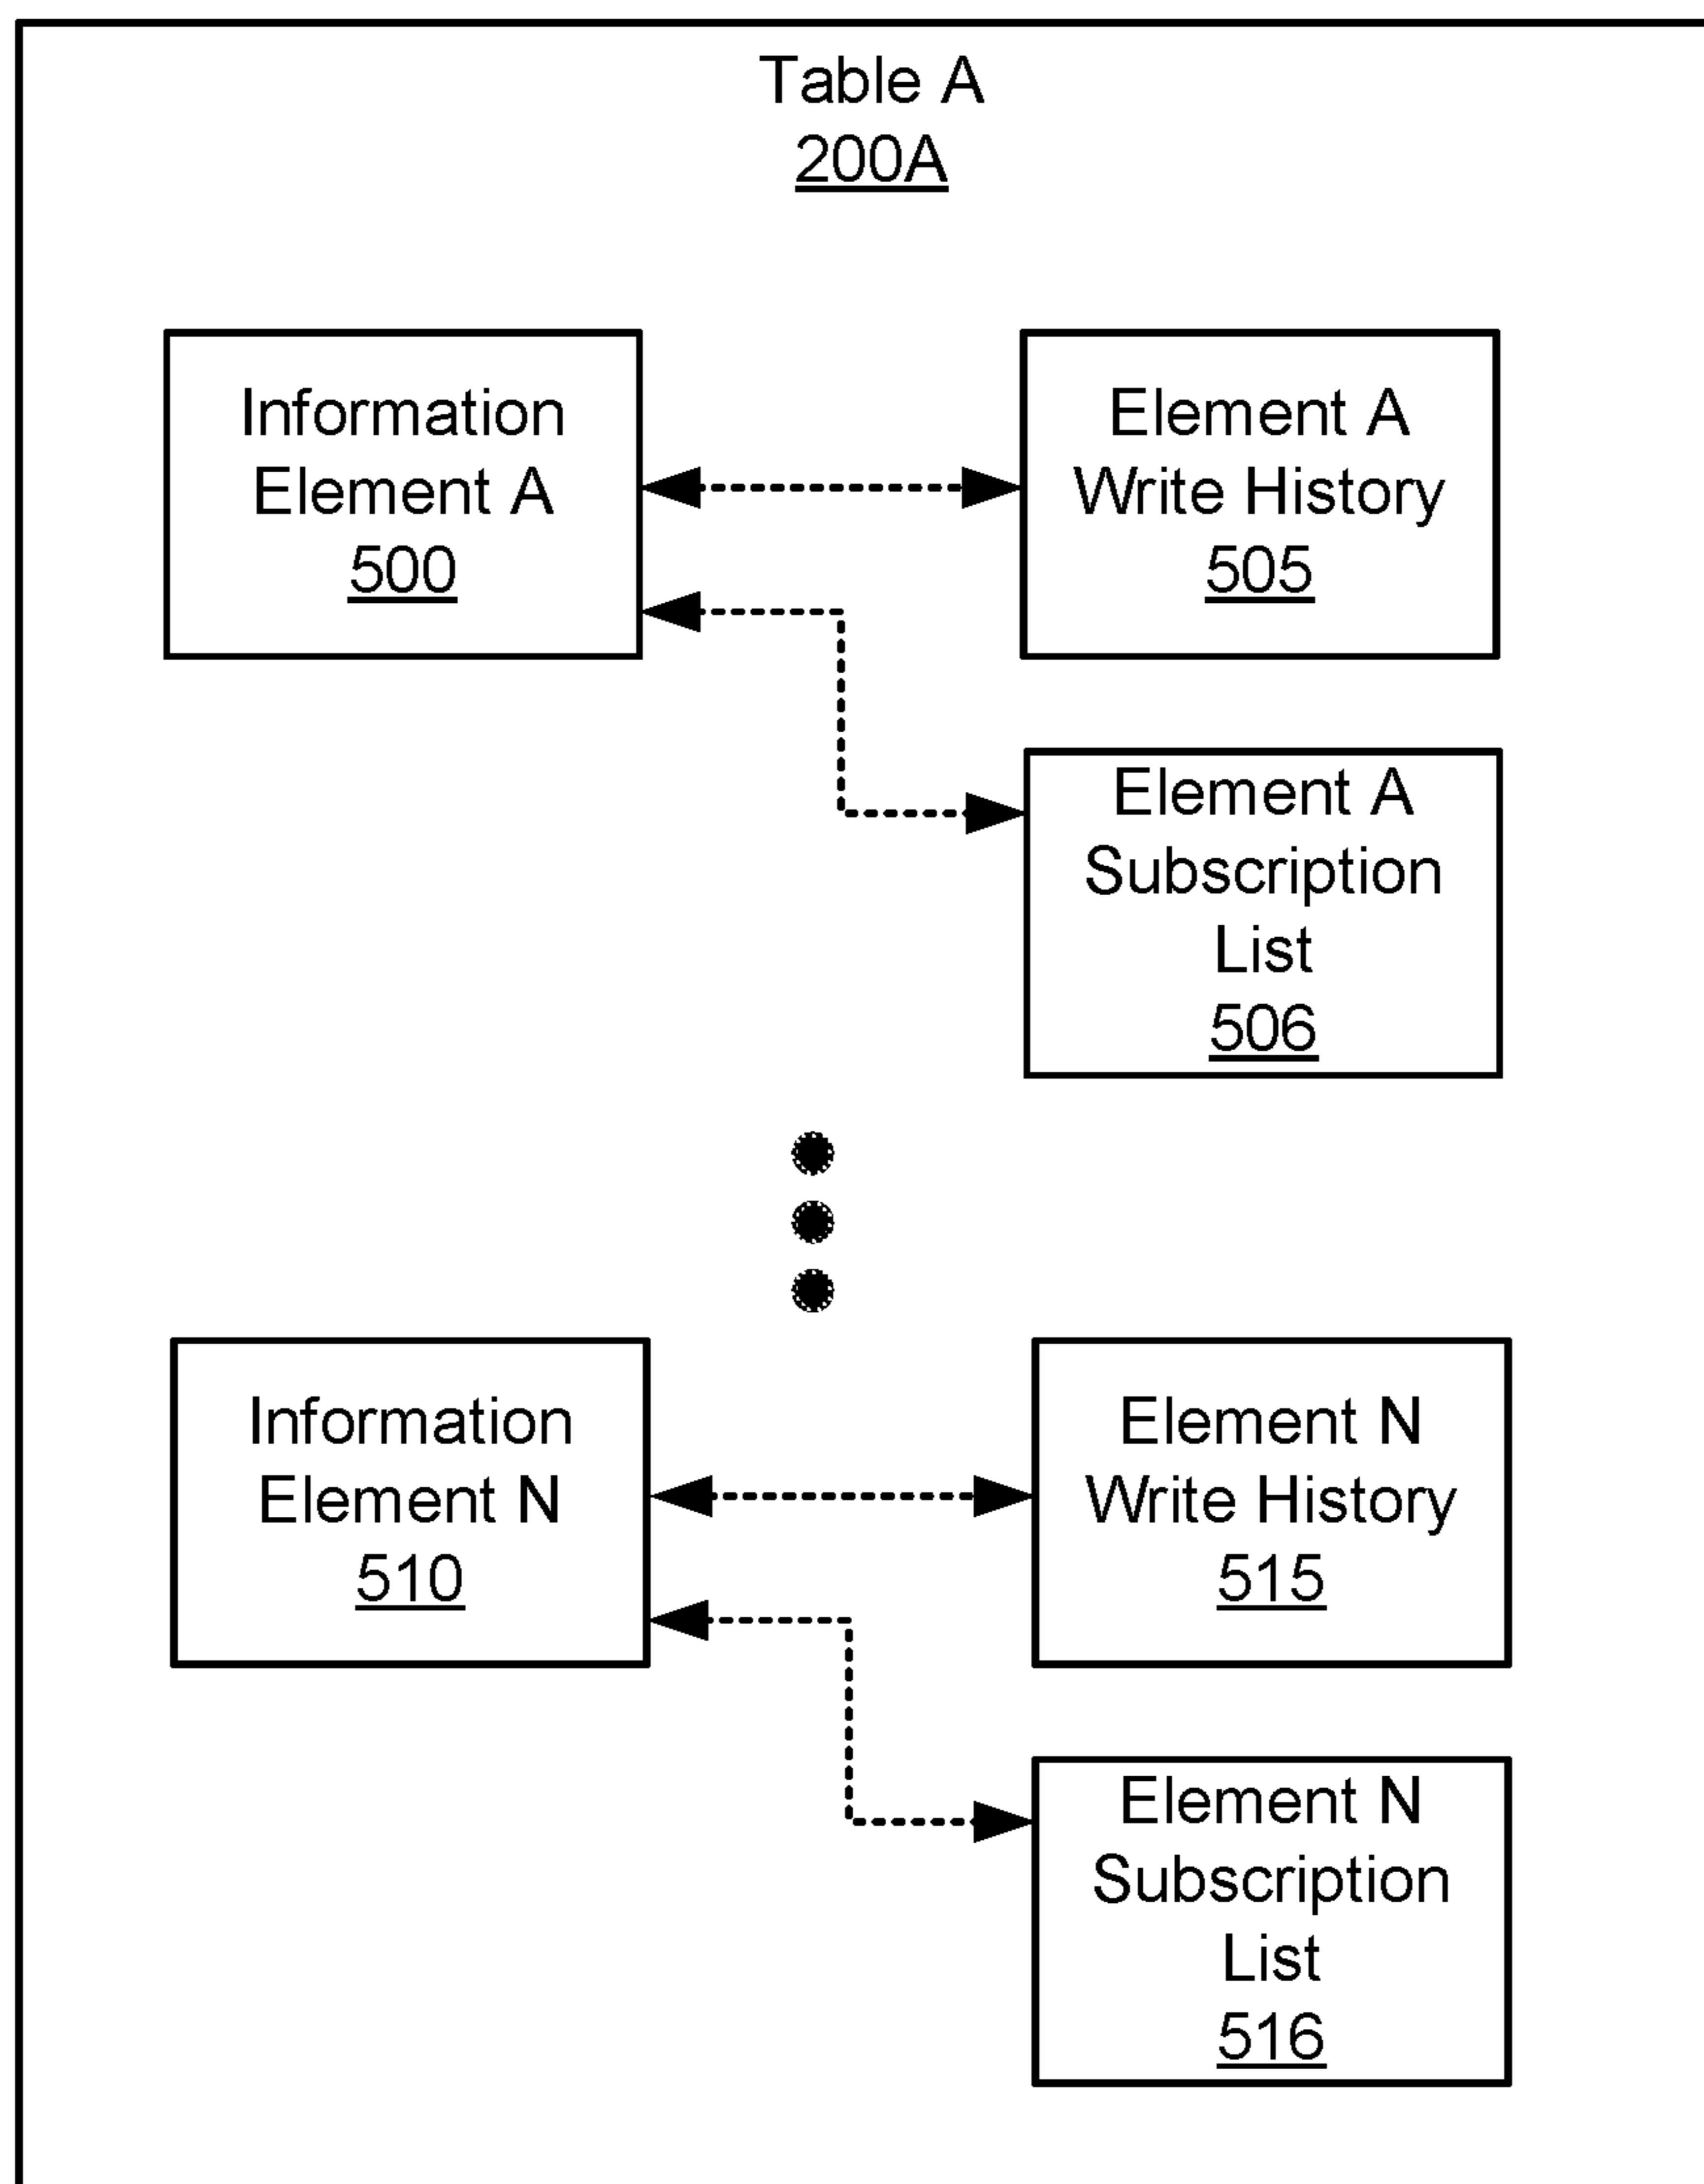 Table A
200A
Information
Element A
500
Element A
Write History
505
Element A
Subscription
List
506
Information
Element N
510
Element N
Write History
515
Element N
Subscription
List
516